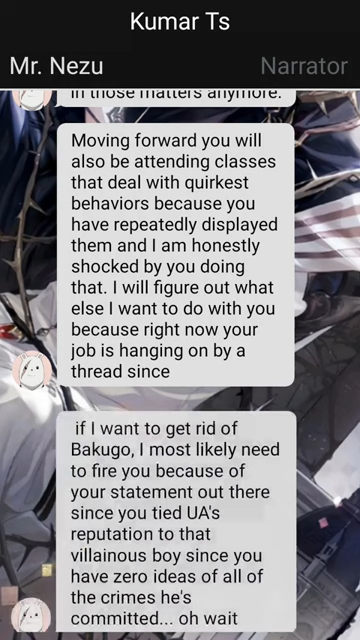 Kumar Ts
Mr. Nezu
Narrator
in those matters anymore.
Moving forward you will
also be attending classes
that deal with quirkest
behaviors because you
have repeatedly displayed
them and I am honestly
shocked by you doing
that. I will figure out what
else I want to do with you
because right now your
job is hanging on by a
thread since
if I want to get rid of
Bakugo, I most likely need
to fire you because of
your statement out there
since you tied UA's
reputation to that
villainous boy since you
have zero ideas of all of
the crimes he's
committed... oh wait